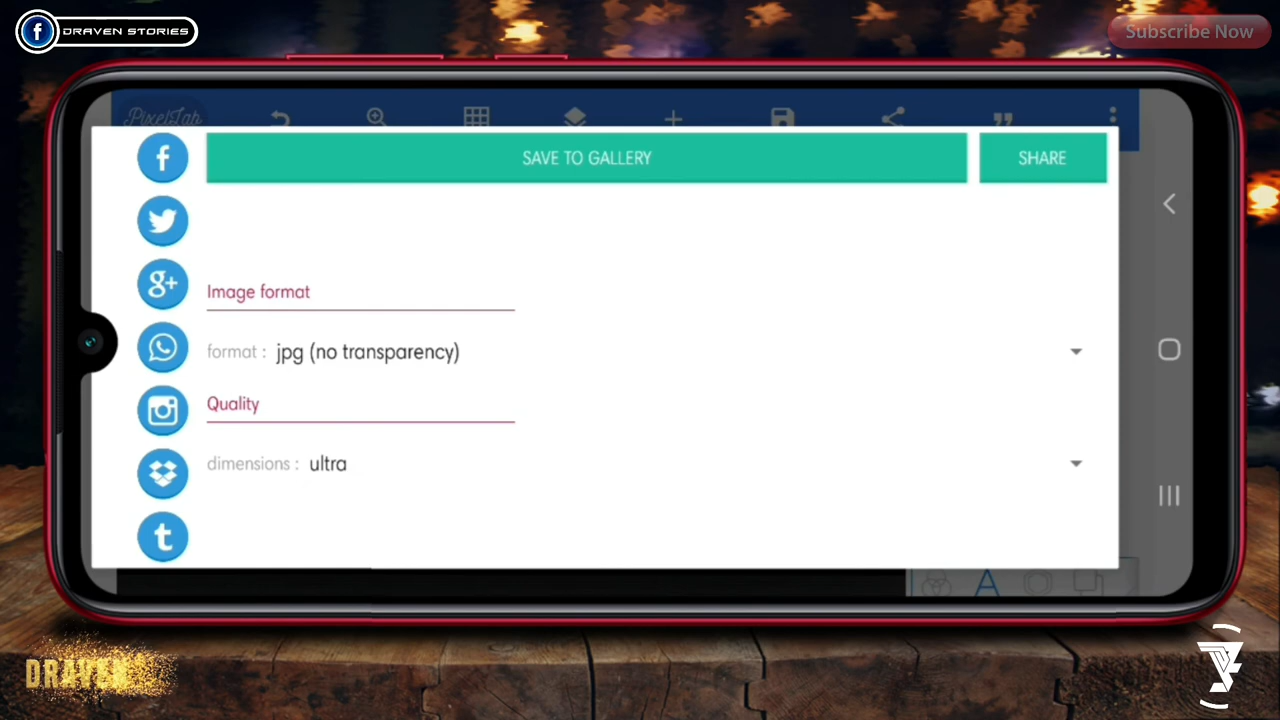 DRAVEN STORIES
Subscribe Now
PixelLab
SAVE TO GALLERY
SHARE
Image format
format : jpg (no transparency)
Quality
dimensions : ultra
DRAVEN